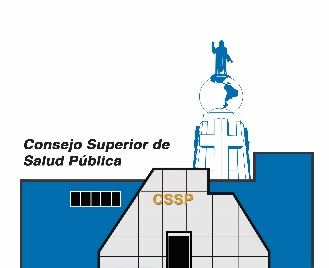 Consejo Superior de
Salud Pública
CSSP